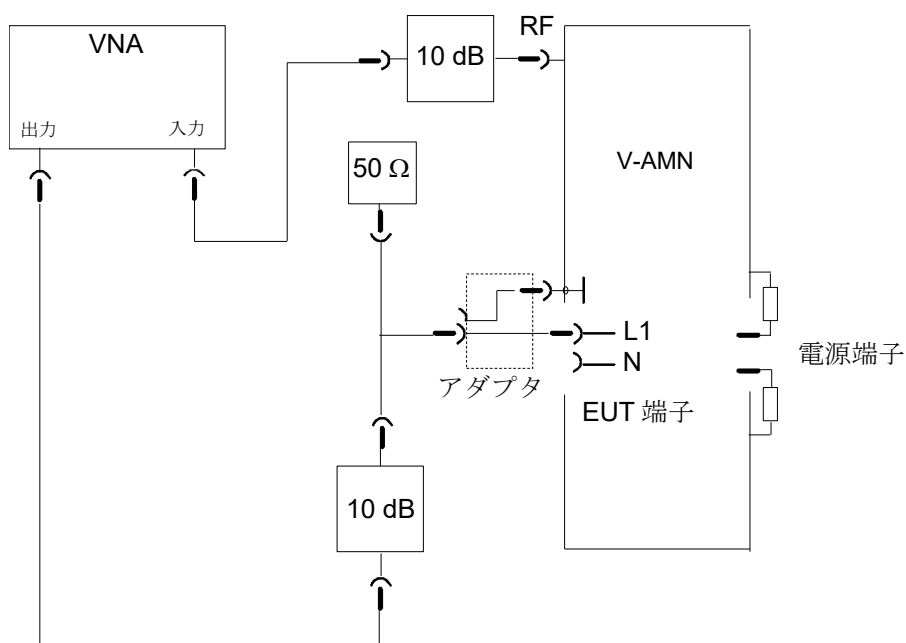 VNA
出力
入力
10 dB
RF
50 Ω
V-AMN
L1
N
アダプタ
EUT 端子
電源端子
10 dB